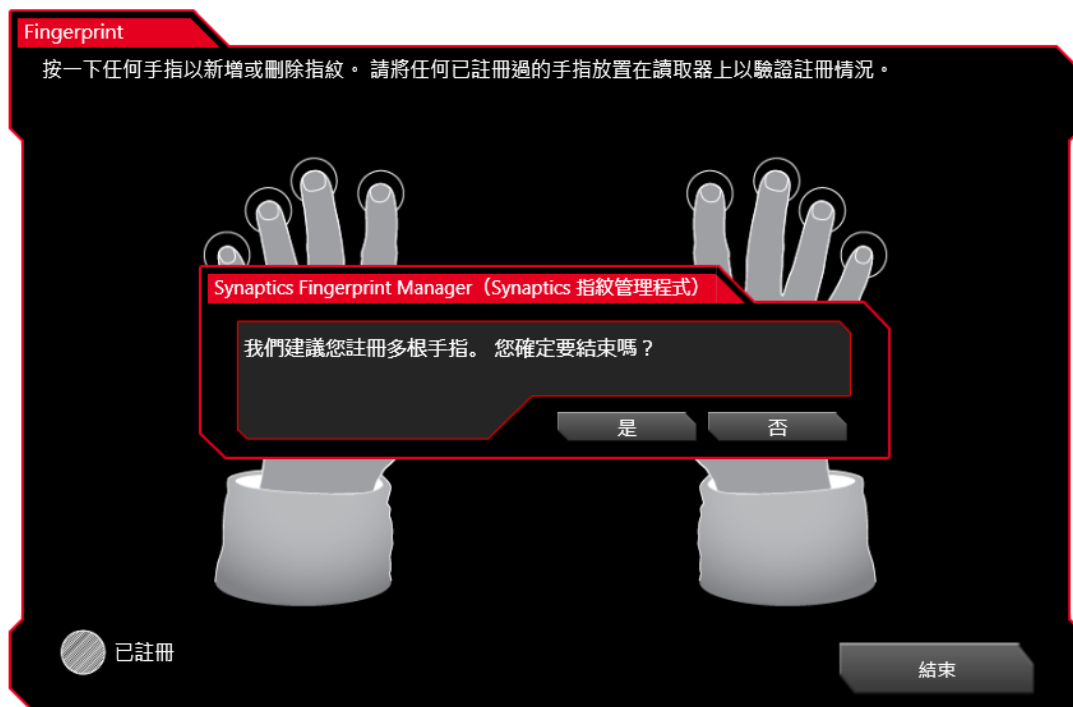 Fingerprint
按一下任何手指以新增或刪除指紋。 請將任何已註冊過的手指放置在讀取器上以驗證註冊情況。
Synaptics Fingerprint Manager（Synaptics 指紋管理程式）
我們建議您註冊多根手指。 您確定要結束嗎？
是
否
已註冊
結束